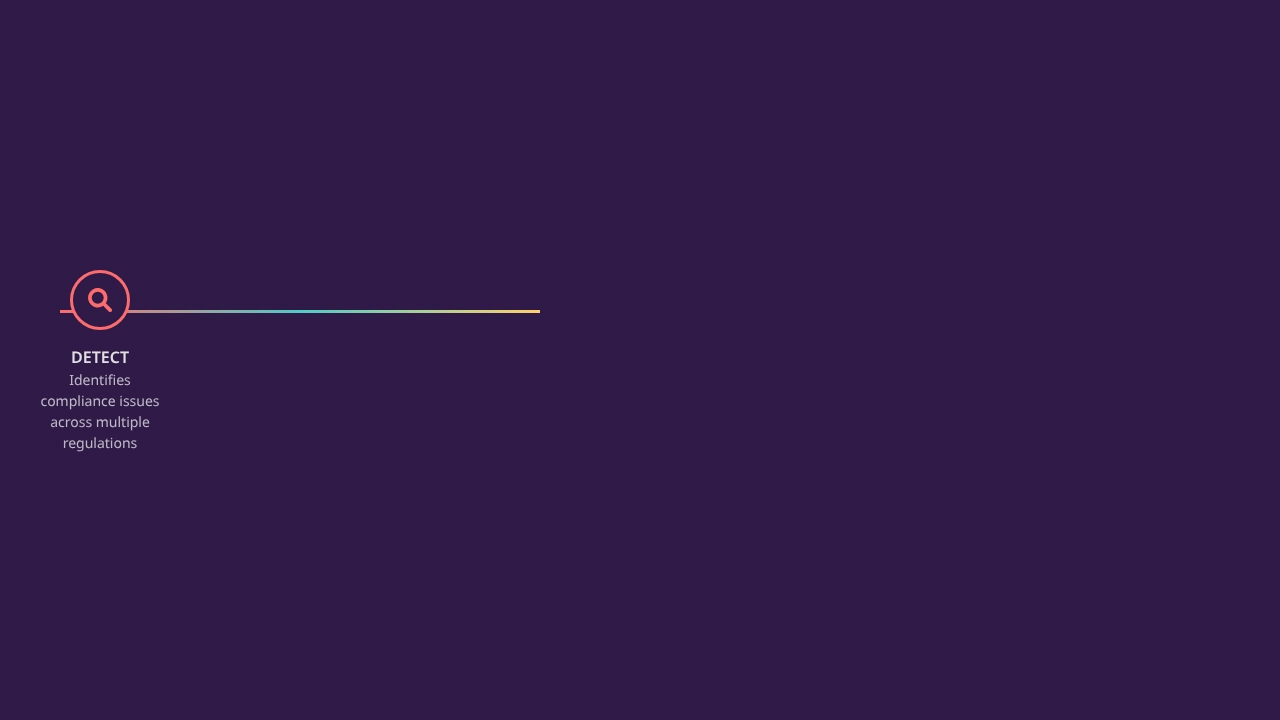 DETECT
Identifies
compliance issues
across multiple
regulations